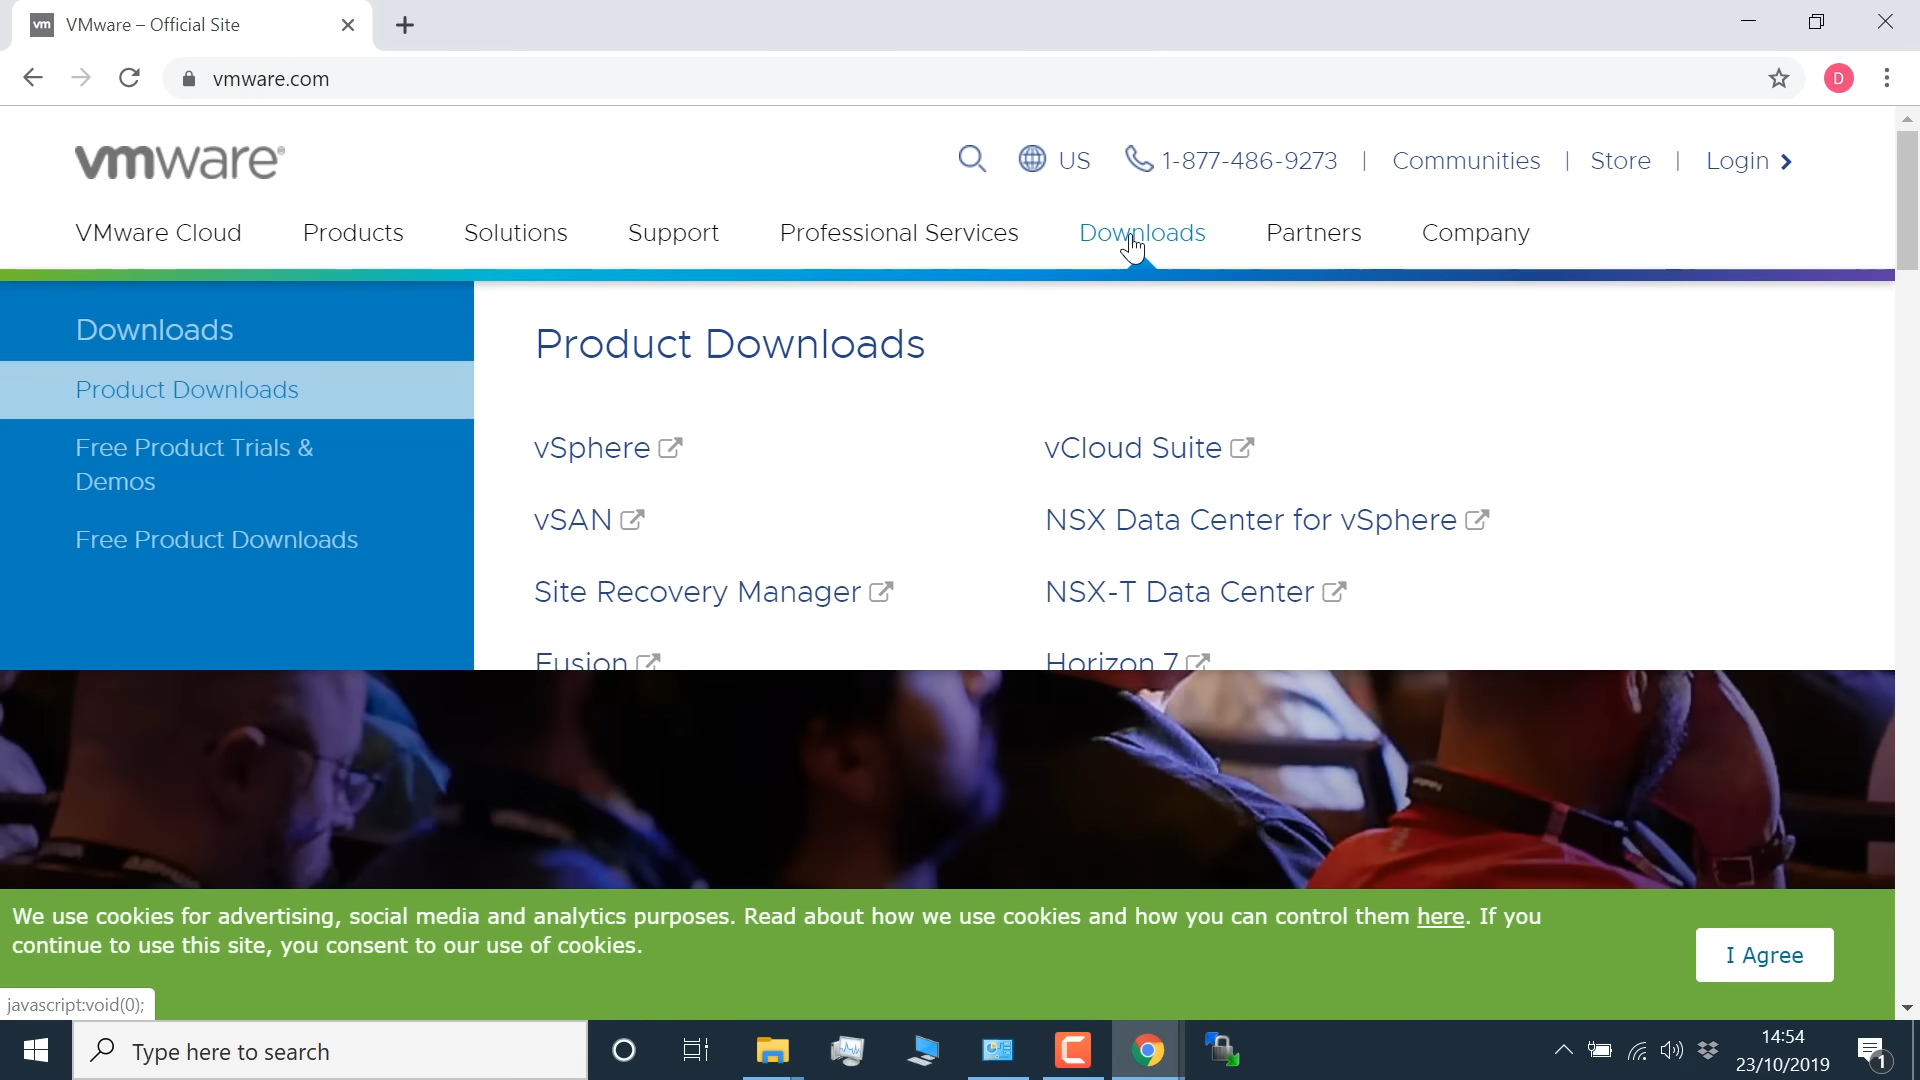 vm VMware – Official Site
vmware.com
D
vmware®
US
1-877-486-9273 | Communities | Store | Login
VMware Cloud Products Solutions Support Professional Services Downloads Partners Company
Downloads
Product Downloads
Free Product Trials &
Demos
Free Product Downloads
Product Downloads
vSphere vCloud Suite
vSAN NSX Data Center for vSphere
Site Recovery Manager NSX-T Data Center
Fusion Horizon 7
We use cookies for advertising, social media and analytics purposes. Read about how we use cookies and how you can control them here. If you
continue to use this site, you consent to our use of cookies.
I Agree
javascript:void(0);
Type here to search
14:54
23/10/2019
1